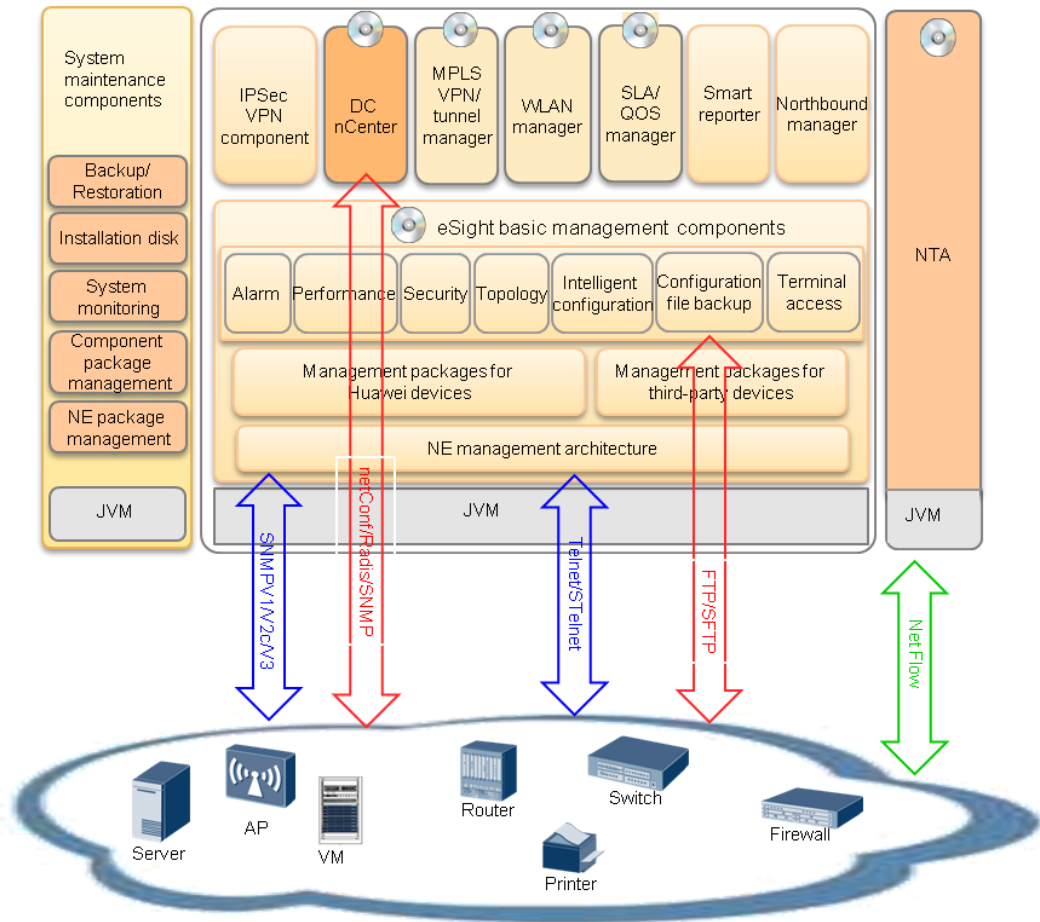 System
maintenance
components
Backup/
Restoration
Installation disk
System
monitoring
Component
package
management
NE package
management
JVM
IPSec
VPN
component
DC
nCenter
MPLS
VPN/
tunnel
manager
WLAN
manager
SLA/
QOS
manager
Smart
reporter
Northbound
manager
eSight basic management components
Alarm
Performance
Security
Topology
Intelligent
configuration
Configuration
file backup
Terminal
access
Management packages for
Huawei devices
Management packages for
third-party devices
NE management architecture
JVM
NTA
JVM
SNMPV1/V2c/V3
netConf/Radis/SNMP
Telnet/STelnet
FTP/SFTP
Net Flow
Server
AP
VM
Router
Printer
Switch
Firewall